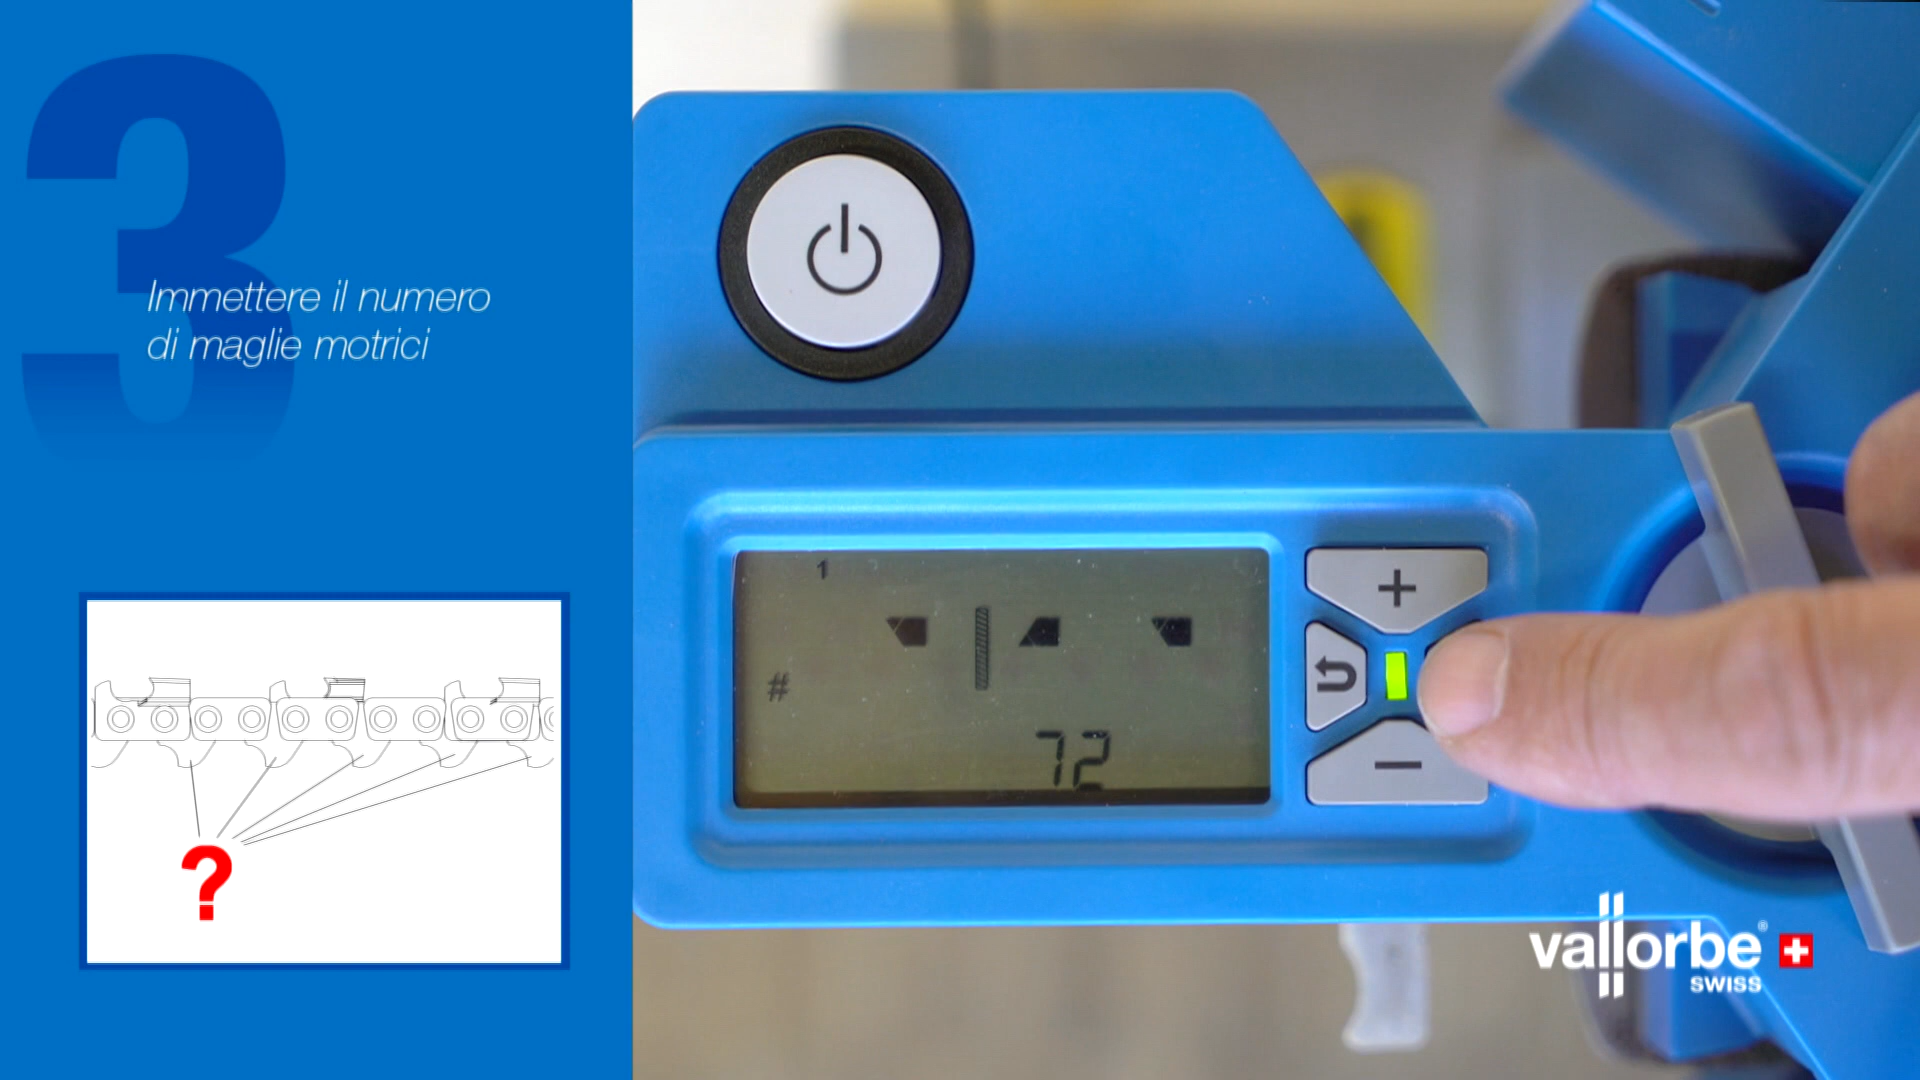 3
Immettere il numero
di maglie motrici
?
1
#
72
+
−
vallorbe®
SWISS